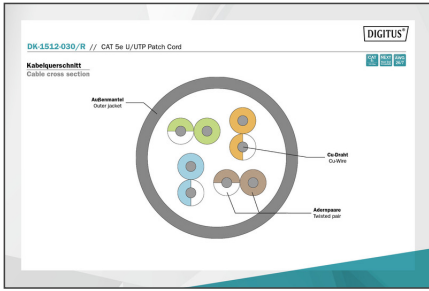 DIGITUS®
DK-1512-030/R // CAT 5e U/UTP Patch Cord
Kabelquerschnitt
Cable cross section
Außenmantel
Outer jacket
Cu-Draht
Cu-Wire
Aderspaare
Twisted pair